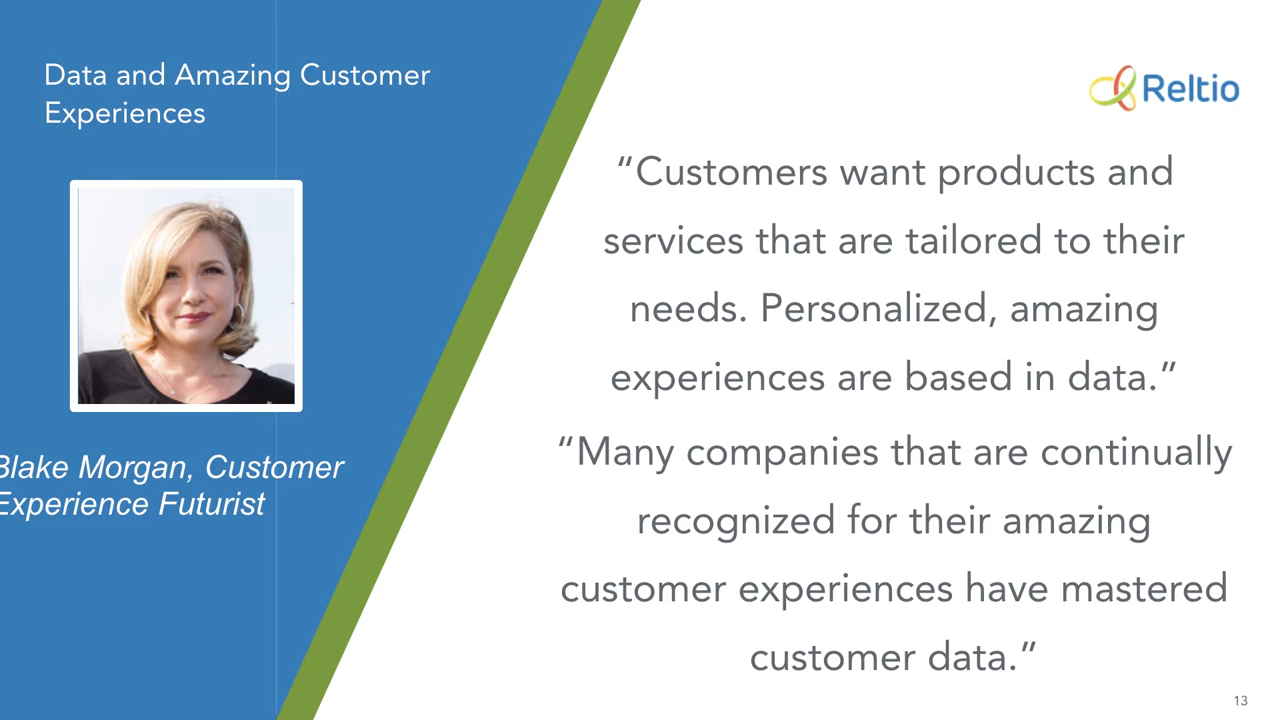 Data and Amazing Customer
Experiences
Reltio
“Customers want products and
services that are tailored to their
needs. Personalized, amazing
experiences are based in data.”
“Many companies that are continually
recognized for their amazing
customer experiences have mastered
customer data.”
Blake Morgan, Customer
Experience Futurist
13